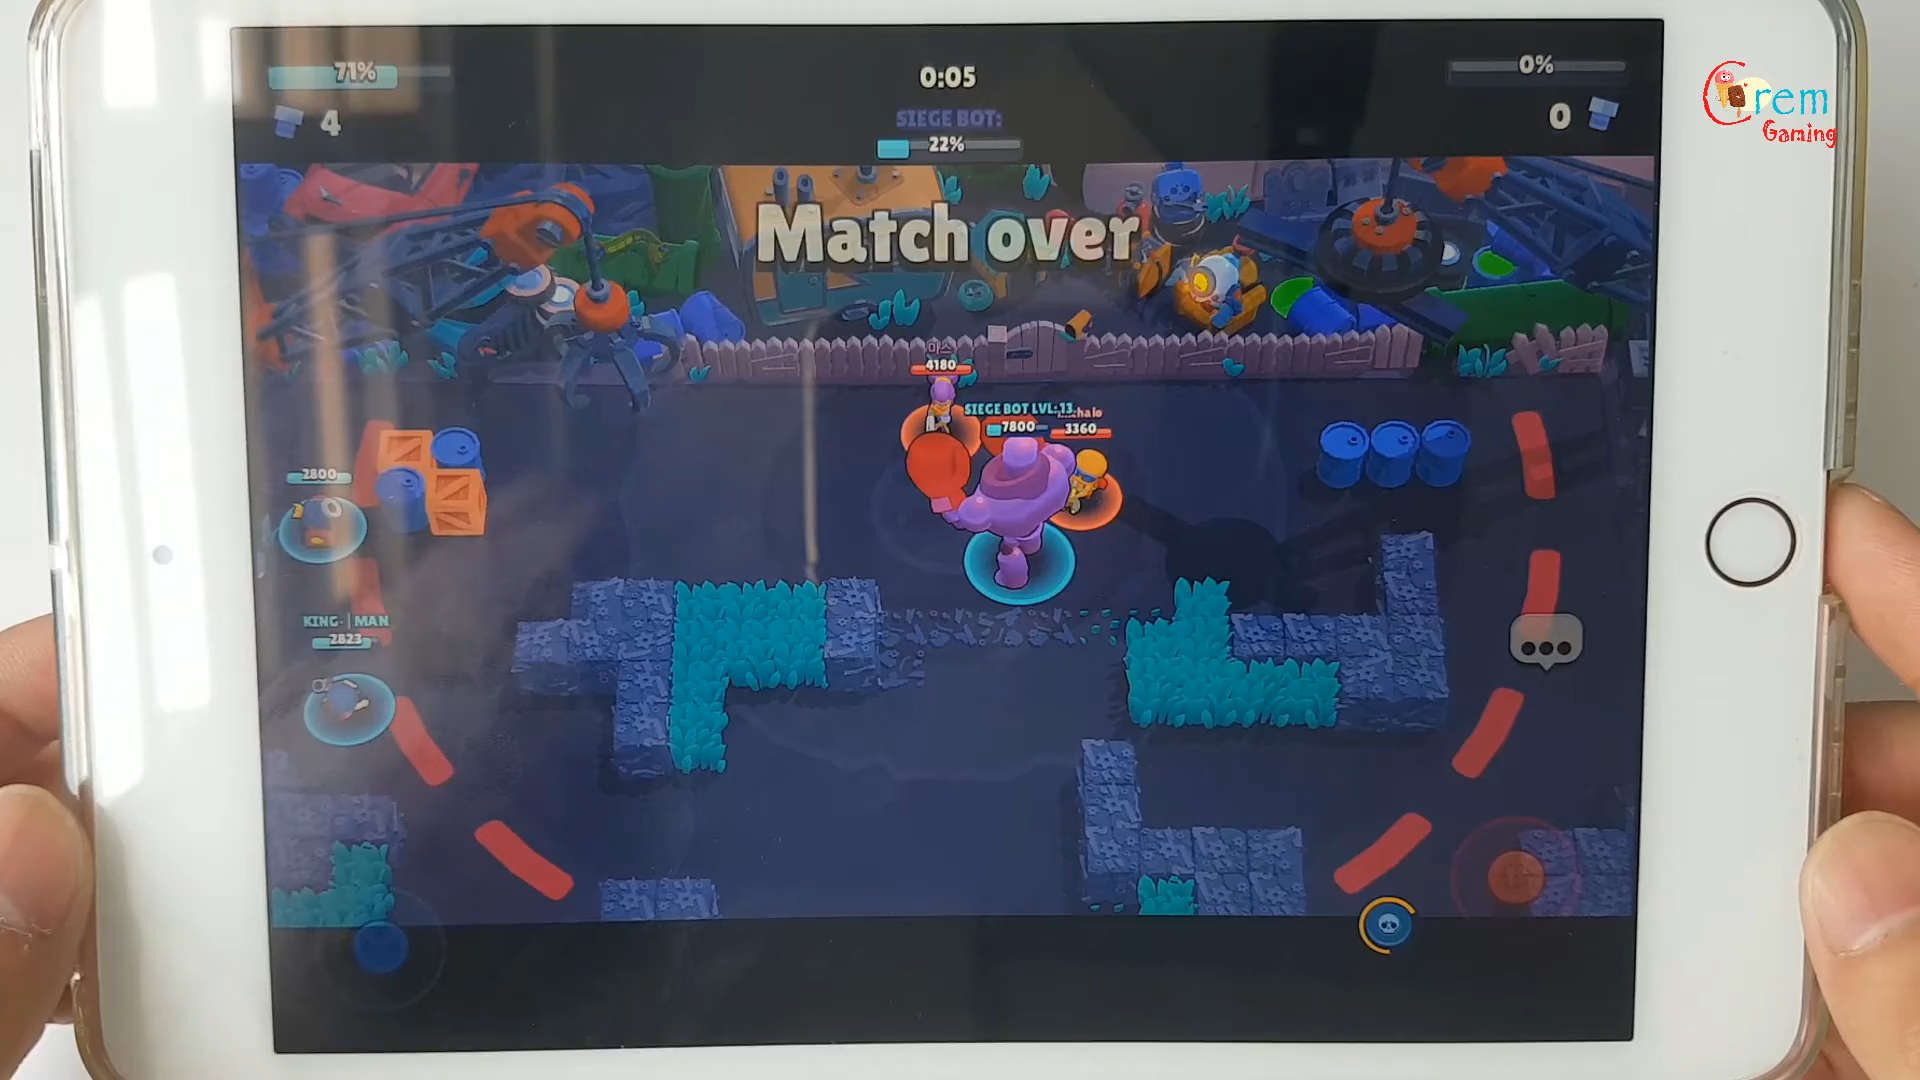 71%
0:05
0%
4
SIEGE BOT:
0
22%
Crem
Gaming
Match over
4180
SIEGE BOT LVL:13
7800
3360
2800
KING-|MAN
2823